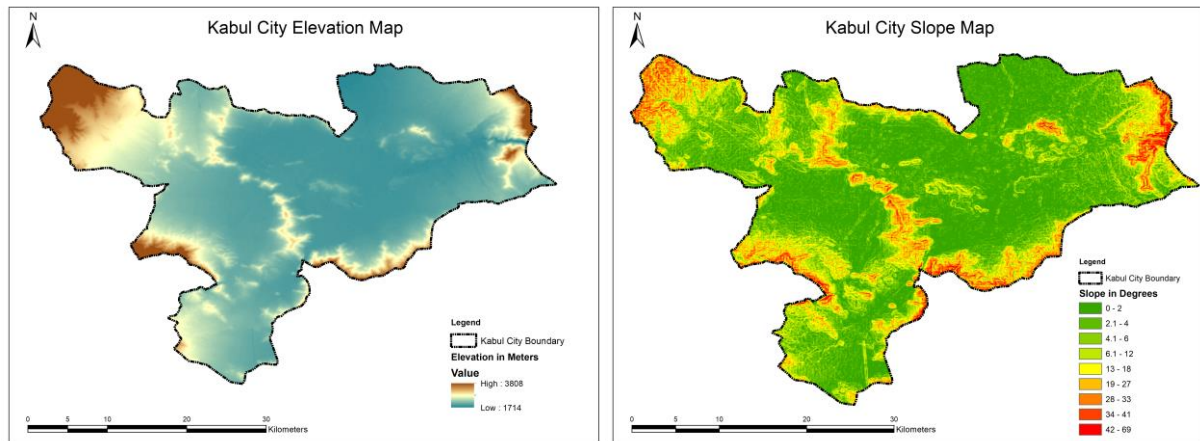 N
Kabul City Elevation Map
Legend
Kabul City Boundary
Elevation in Meters
Value
High : 3808
Low : 1714
0 5 10 20 30
Kilometers
N
Kabul City Slope Map
Legend
Kabul City Boundary
Slope in Degrees
0 - 2
2.1 - 4
4.1 - 6
6.1 - 12
13 - 18
19 - 27
28 - 33
34 - 41
42 - 69
0 5 10 20 30
Kilometers